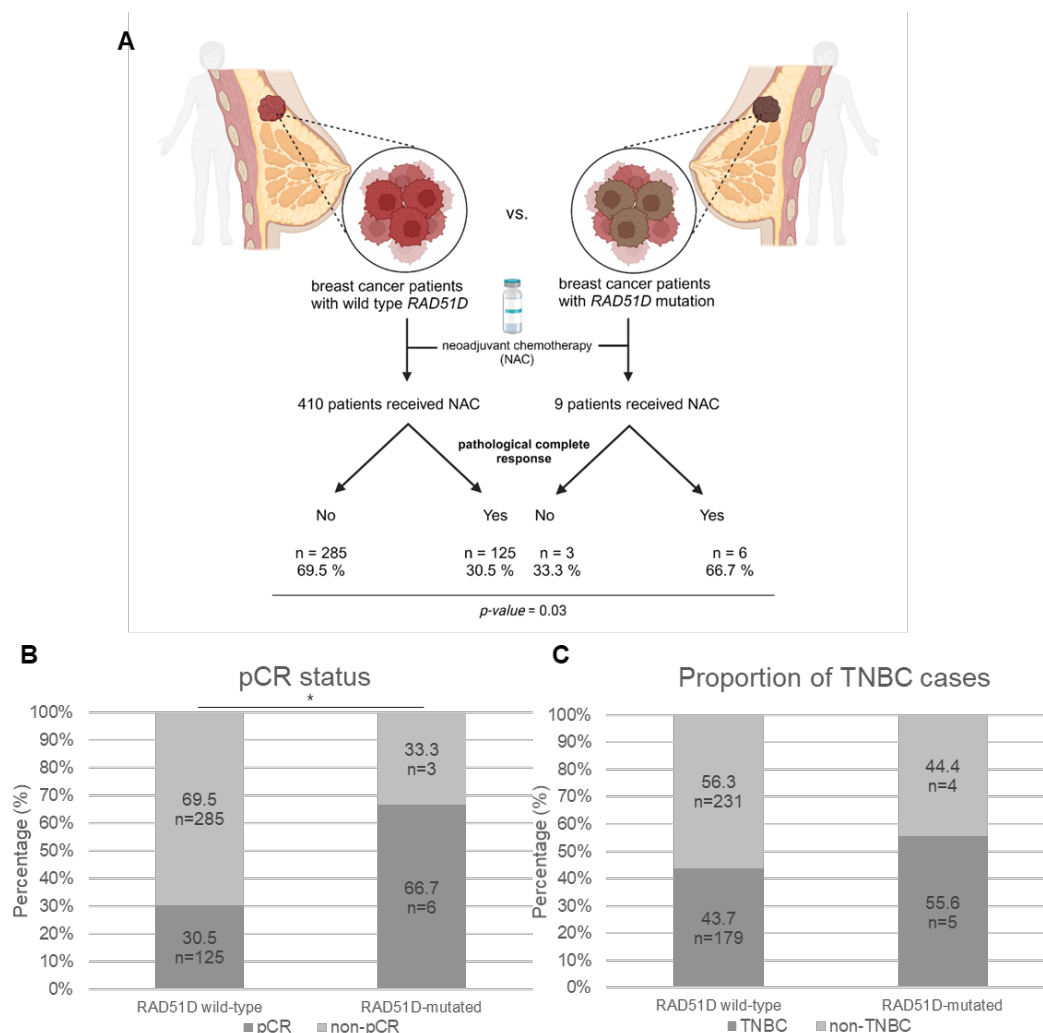 A
vs.
breast cancer patients
with wild type RAD51D
breast cancer patients
with RAD51D mutation
neoadjuvant chemotherapy
(NAC)
410 patients received NAC
9 patients received NAC
pathological complete
response
No
Yes
No
Yes
n = 285
69.5 %
n = 125
30.5 %
n = 3
33.3 %
n = 6
66.7 %
p-value = 0.03
B
pCR status
*
Percentage (%)
100%
90%
80%
70%
60%
50%
40%
30%
20%
10%
0%
69.5
n=285
30.5
n=125
33.3
n=3
66.7
n=6
RAD51D wild-type
RAD51D-mutated
pCR
non-pCR
C
Proportion of TNBC cases
Percentage (%)
100%
90%
80%
70%
60%
50%
40%
30%
20%
10%
0%
56.3
n=231
43.7
n=179
44.4
n=4
55.6
n=5
RAD51D wild-type
RAD51D-mutated
TNBC
non-TNBC